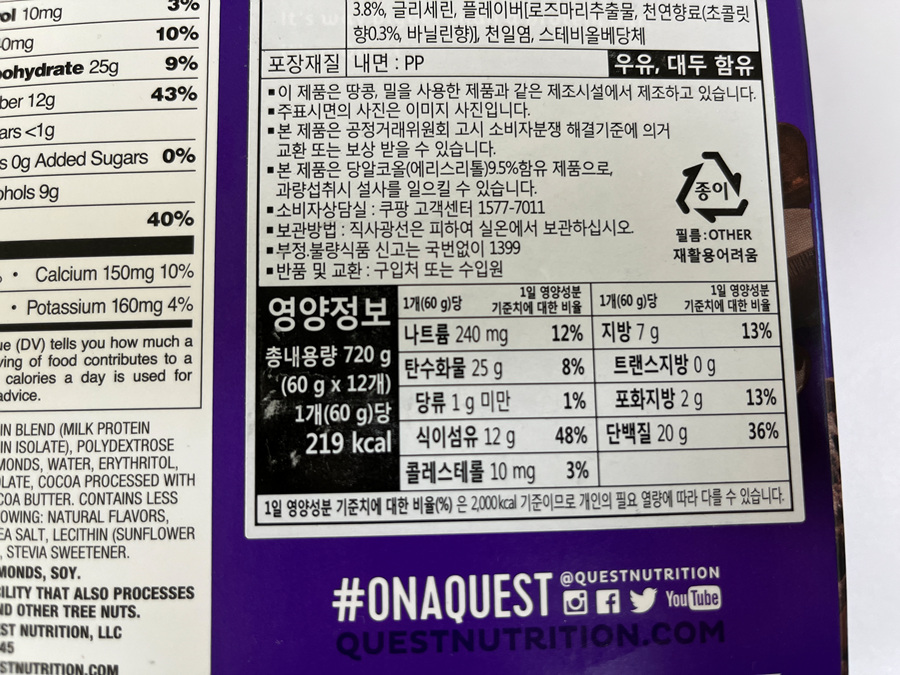 ol 10mg 3%
0mg 10%
ohydrate 25g 9%
ber 12g 43%
ars <1g
s 0g Added Sugars 0%
ohols 9g
40%
• Calcium 150mg 10%
• Potassium 160mg 4%
ue (DV) tells you how much a
ving of food contributes to a
calories a day is used for
advice.
IN BLEND (MILK PROTEIN
IN ISOLATE), POLYDEXTROSE
MONDS, WATER, ERYTHRITOL,
LATE, COCOA PROCESSED WITH
COA BUTTER. CONTAINS LESS
OWING: NATURAL FLAVORS,
EA SALT, LECITHIN (SUNFLOWER
, STEVIA SWEETENER.
MONDS, SOY.
ILITY THAT ALSO PROCESSES
ND OTHER TREE NUTS.
ST NUTRITION, LLC
45
STNUTRITION.COM
3.8%, 글리세린, 플레이버[로즈마리추출물, 천연향료(초콜릿
향0.3%, 바닐린향)], 천일염, 스테비올배당체
포장재질 내면 : PP 우유, 대두 함유
▪이 제품은 땅콩, 밀을 사용한 제품과 같은 제조시설에서 제조하고 있습니다.
▪주표시면의 사진은 이미지 사진입니다.
▪본 제품은 공정거래위원회 고시 소비자분쟁 해결기준에 의거
교환 또는 보상 받을 수 있습니다.
▪본 제품은 당알코올(에리스리톨)9.5%함유 제품으로,
과량섭취시 설사를 일으킬 수 있습니다.
▪소비자상담실 : 쿠팡 고객센터 1577-7011
▪보관방법 : 직사광선은 피하여 실온에서 보관하십시오.
▪부정.불량식품 신고는 국번없이 1399
▪반품 및 교환 : 구입처 또는 수입원
종이
필름:OTHER
재활용어려움
영양정보
총내용량 720 g
(60 g x 12개)
1개(60 g)당
219 kcal
1개(60 g)당 1일 영양성분
기준치에 대한 비율
나트륨 240 mg 12%
탄수화물 25 g 8%
당류 1 g 미만 1%
식이섬유 12 g 48%
콜레스테롤 10 mg 3%
1개(60 g)당 1일 영양성분
기준치에 대한 비율
지방 7 g 13%
트랜스지방 0 g
포화지방 2 g 13%
단백질 20 g 36%
1일 영양성분 기준치에 대한 비율(%) 은 2,000kcal 기준이므로 개인의 필요 열량에 따라 다를 수 있습니다.
#ONAQUEST @QUESTNUTRITION
YouTube
QUESTNUTRITION.COM